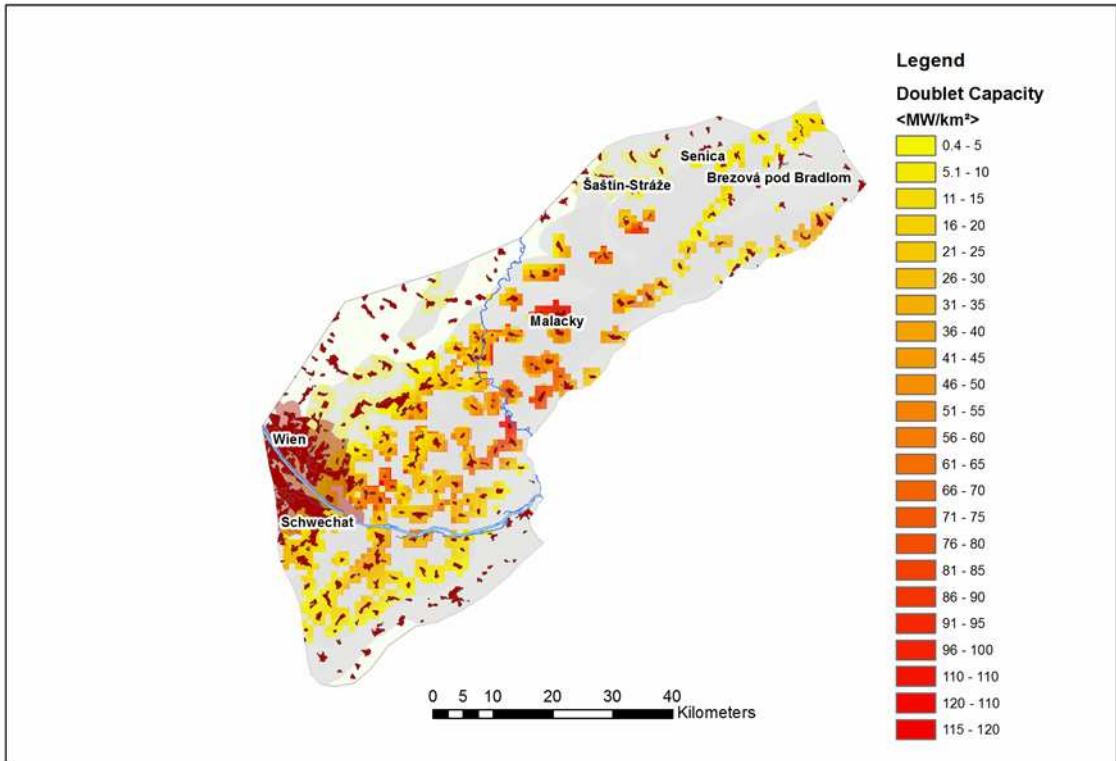 Legend
Doublet Capacity
<MW/km²>
0.4 - 5
5.1 - 10
11 - 15
16 - 20
21 - 25
26 - 30
31 - 35
36 - 40
41 - 45
46 - 50
51 - 55
56 - 60
61 - 65
66 - 70
71 - 75
76 - 80
81 - 85
86 - 90
91 - 95
96 - 100
110 - 110
120 - 110
115 - 120
Senica
Brezová pod Bradlom
Šaštín-Stráže
Malacky
Wien
Schwechat
0 5 10 20 30 40
Kilometers